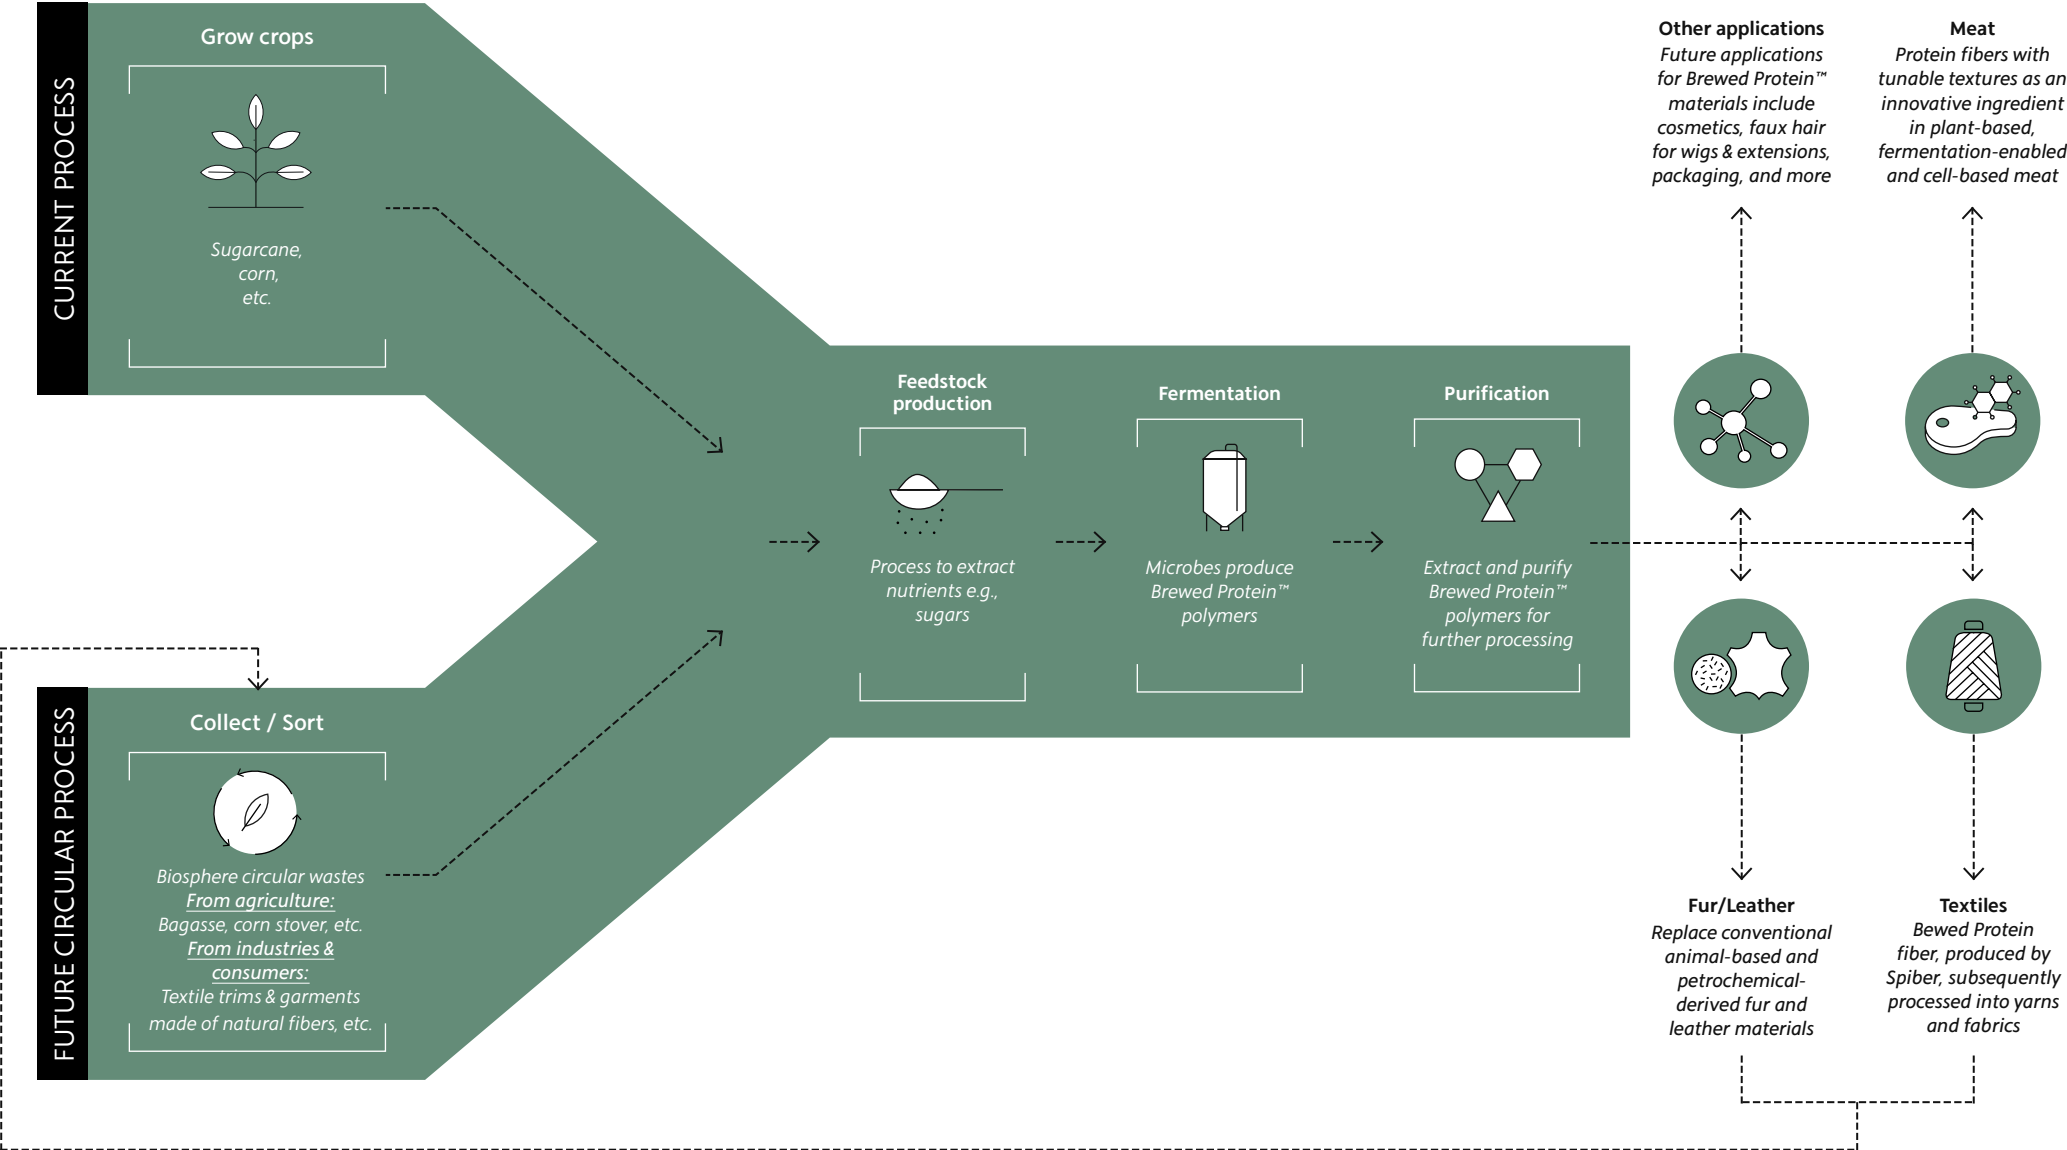 CURRENT PROCESS
Grow crops
Sugarcane,
corn,
etc.
FUTURE CIRCULAR PROCESS
Collect / Sort
Biosphere circular wastes
From agriculture:
Bagasse, corn stover, etc.
From industries &
consumers:
Textile trims & garments
made of natural fibers, etc.
Feedstock
production
Process to extract
nutrients e.g.,
sugars
Fermentation
Microbes produce
Brewed Protein™
polymers
Purification
Extract and purify
Brewed Protein™
polymers for
further processing
Other applications
Future applications
for Brewed Protein™
materials include
cosmetics, faux hair
for wigs & extensions,
packaging, and more
Meat
Protein fibers with
tunable textures as an
innovative ingredient
in plant-based,
fermentation-enabled
and cell-based meat
Fur/Leather
Replace conventional
animal-based and
petrochemical-
derived fur and
leather materials
Textiles
Bewed Protein
fiber, produced by
Spiber, subsequently
processed into yarns
and fabrics